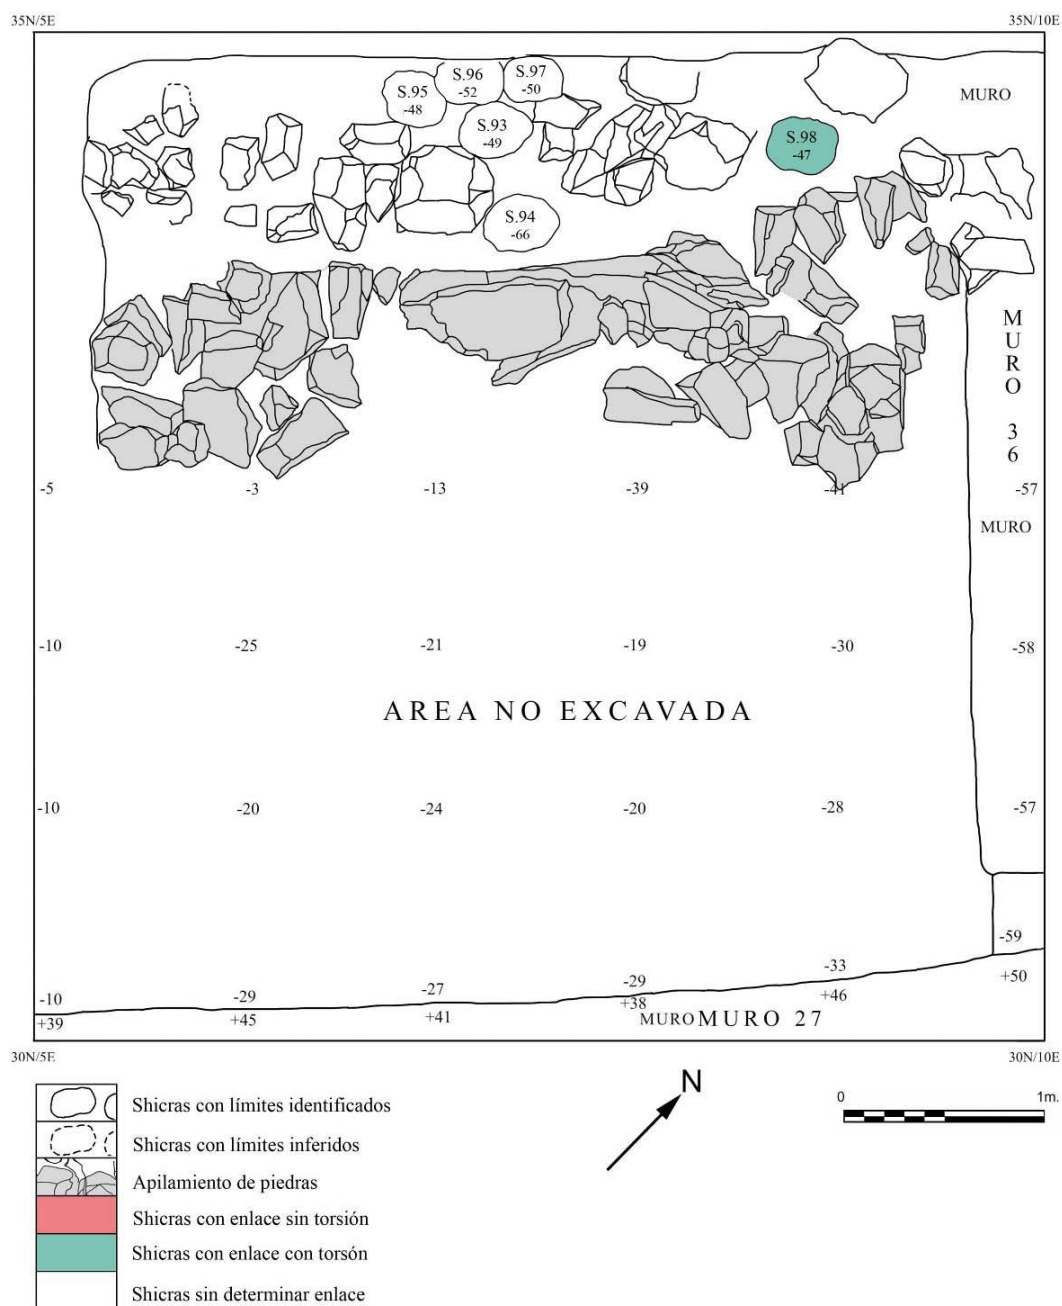 35N/5E 35N/10E
S.96
-52
S.97
-50
S.95
-48
MURO
S.93
-49
S.98
-47
S.94
-66
MURO 36
-5 -3 -13 -39 -41 -57
MURO
-10 -25 -21 -19 -30 -58
AREA NO EXCAVADA
-10 -20 -24 -20 -28 -57
-59
-10 -29 -27 -29 -33
+39 +45 +41 +38 +46 +50
MURO MURO 27
30N/5E 30N/10E
N
0 1m.
Shicras con límites identificados
Shicras con límites inferidos
Apilamiento de piedras
Shicras con enlace sin torsión
Shicras con enlace con torsón
Shicras sin determinar enlace